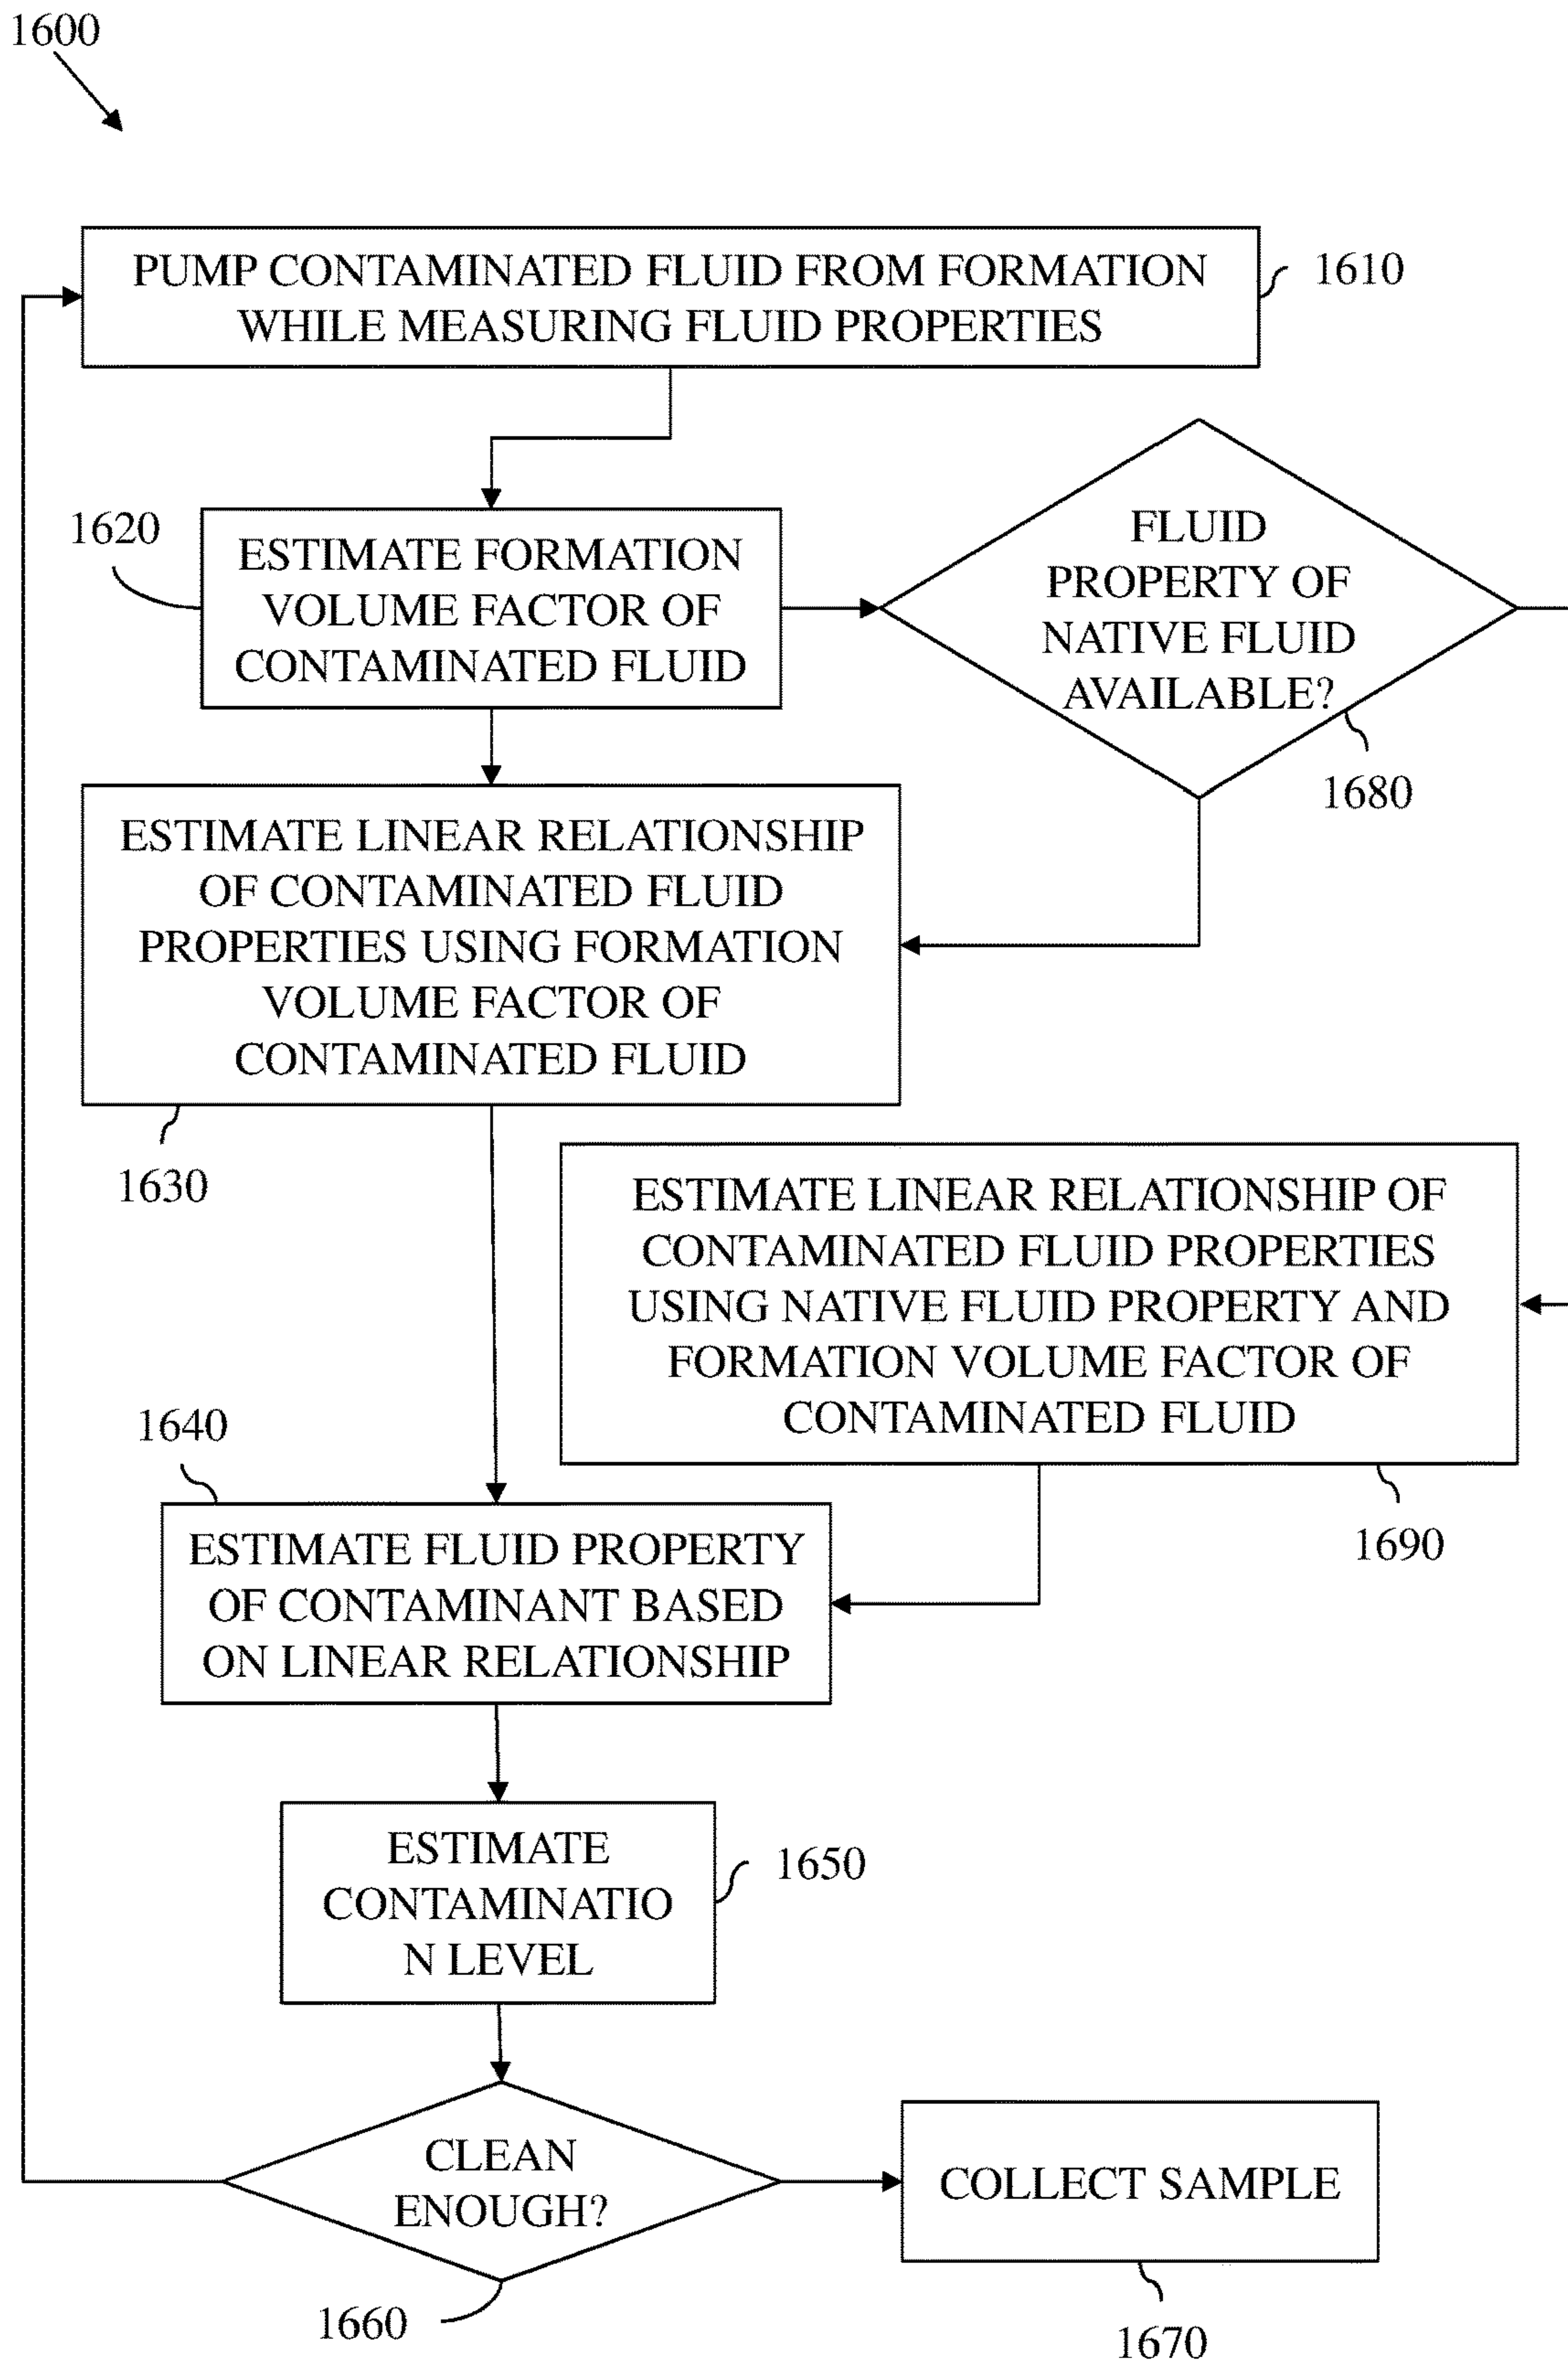 1600
PUMP CONTAMINATED FLUID FROM FORMATION
WHILE MEASURING FLUID PROPERTIES
1610
1620
ESTIMATE FORMATION
VOLUME FACTOR OF
CONTAMINATED FLUID
FLUID
PROPERTY OF
NATIVE FLUID
AVAILABLE?
1680
ESTIMATE LINEAR RELATIONSHIP
OF CONTAMINATED FLUID
PROPERTIES USING FORMATION
VOLUME FACTOR OF
CONTAMINATED FLUID
1630
ESTIMATE LINEAR RELATIONSHIP OF
CONTAMINATED FLUID PROPERTIES
USING NATIVE FLUID PROPERTY AND
FORMATION VOLUME FACTOR OF
CONTAMINATED FLUID
1690
1640
ESTIMATE FLUID PROPERTY
OF CONTAMINANT BASED
ON LINEAR RELATIONSHIP
ESTIMATE
CONTAMINATIO
N LEVEL
1650
CLEAN
ENOUGH?
1660
COLLECT SAMPLE
1670